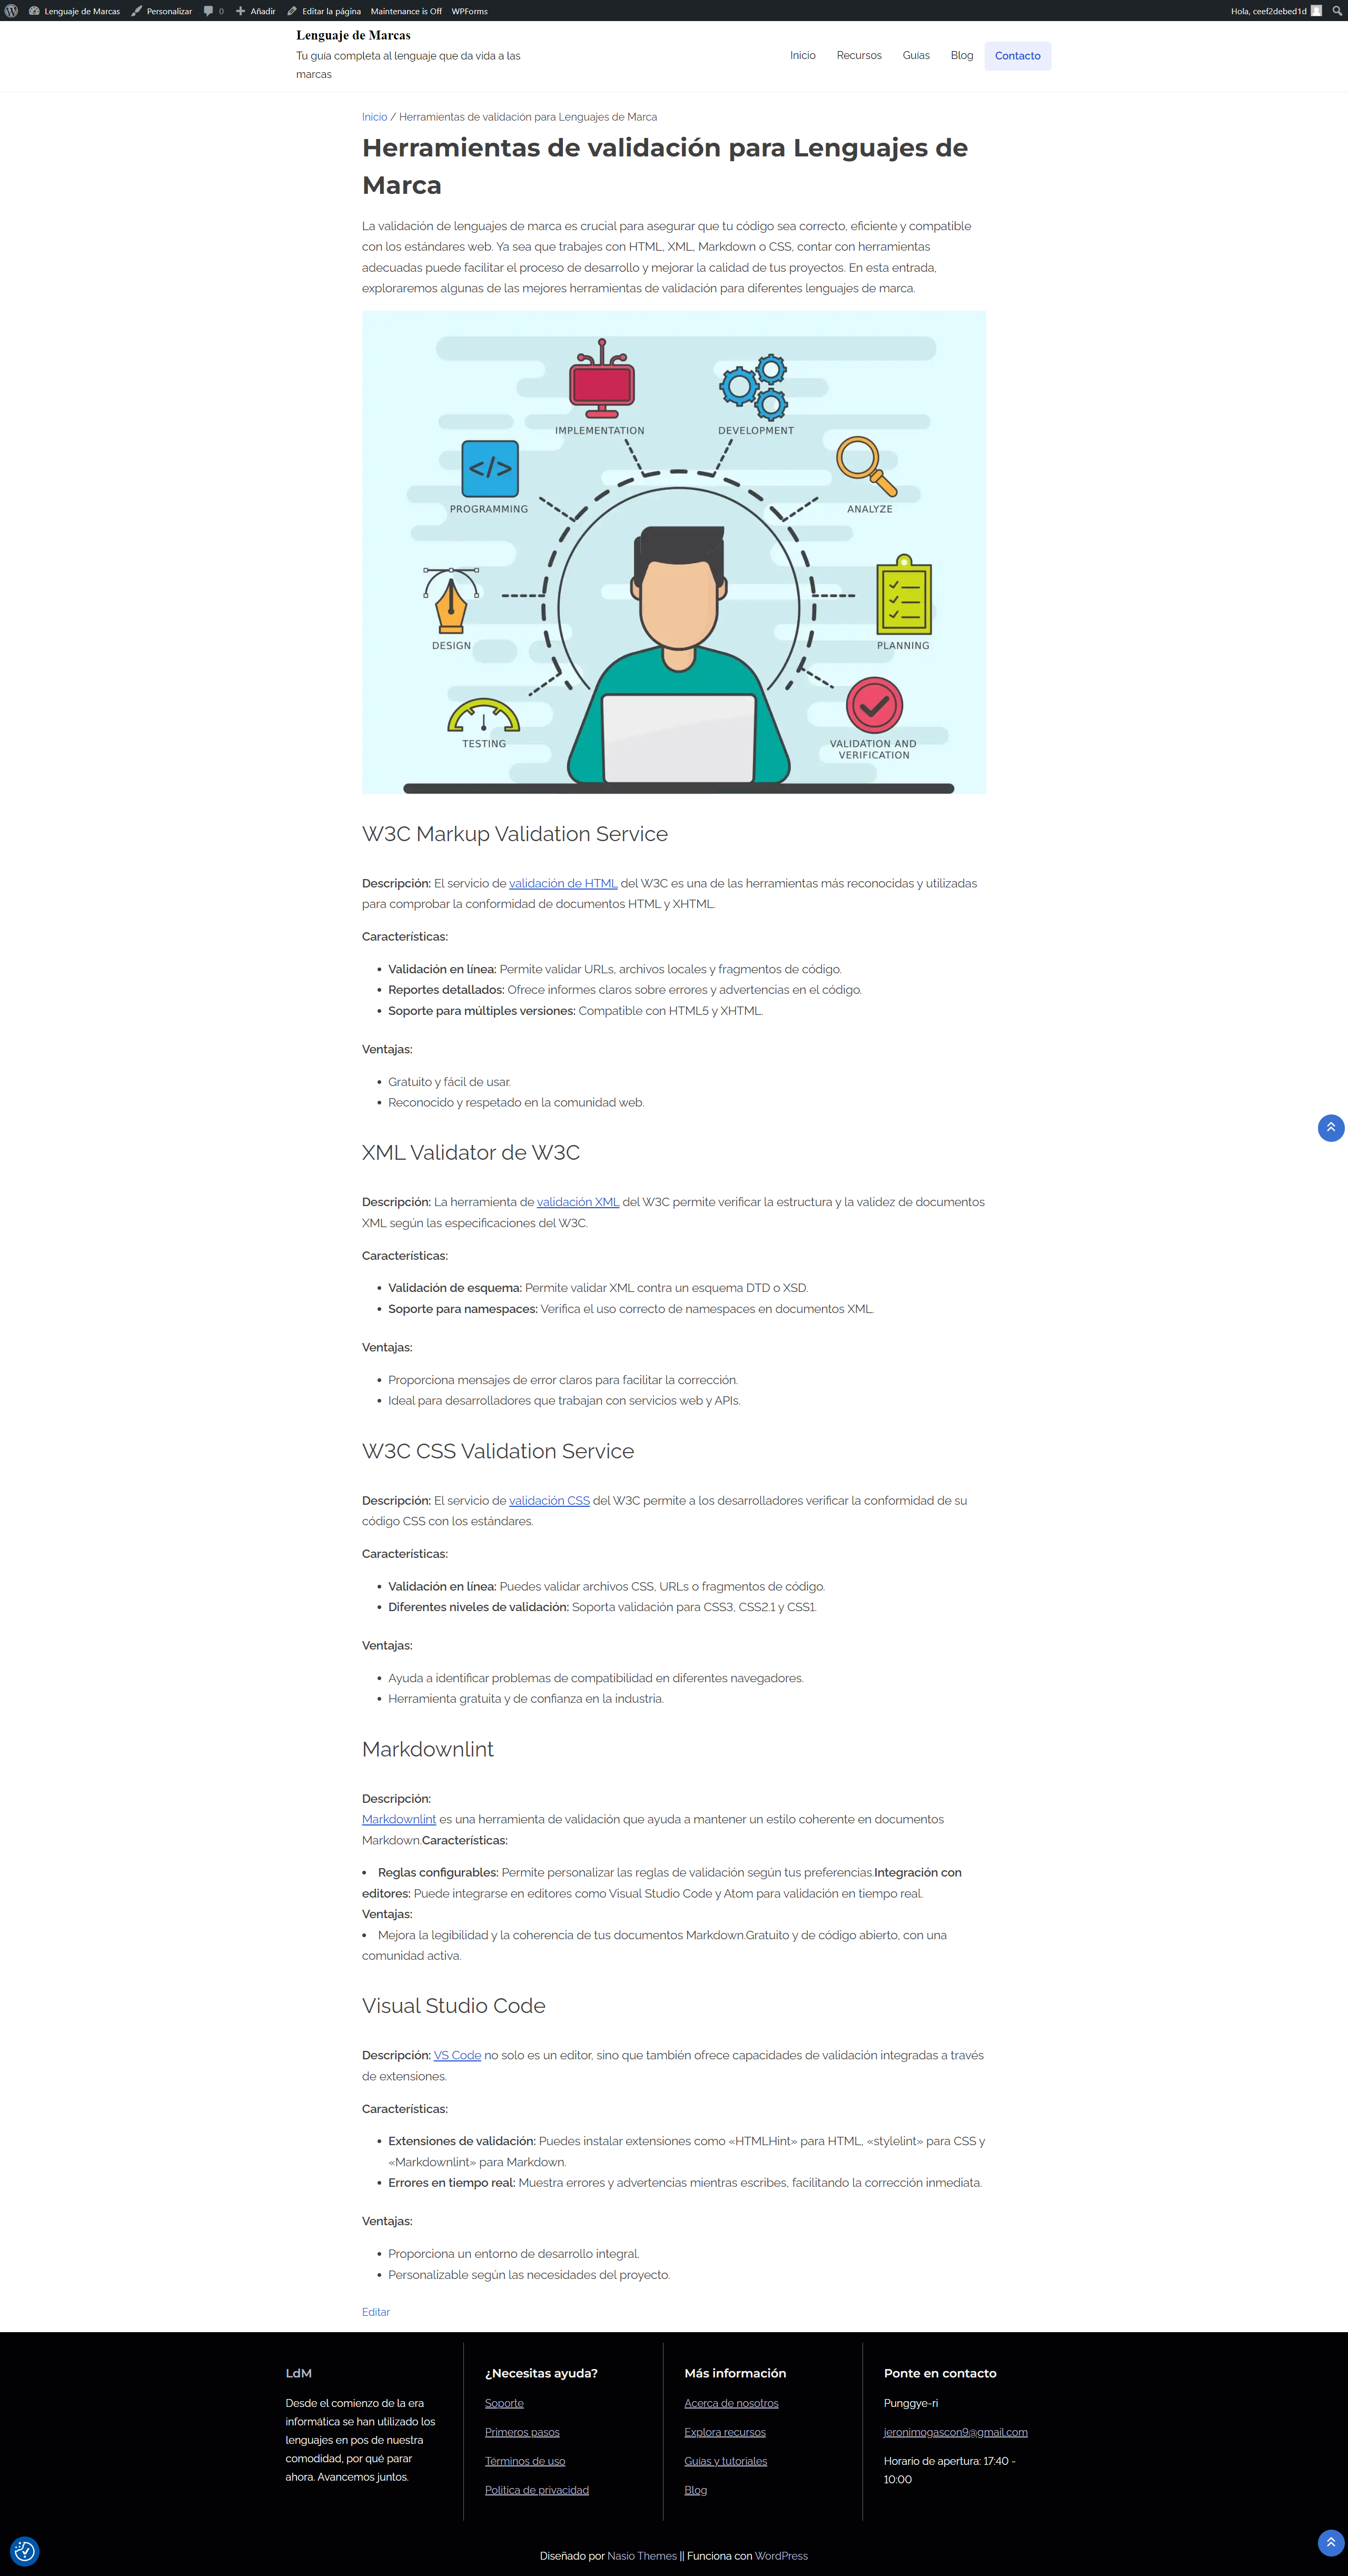 Lenguaje de Marcas Personalizar 0 Añadir Editar la página Maintenance is Off WPForms Hola, ceef2debed1d
Lenguaje de Marcas
Tu guía completa al lenguaje que da vida a las
marcas
Inicio Recursos Guías Blog Contacto
Inicio / Herramientas de validación para Lenguajes de Marca
Herramientas de validación para Lenguajes de
Marca
La validación de lenguajes de marca es crucial para asegurar que tu código sea correcto, eficiente y compatible
con los estándares web. Ya sea que trabajes con HTML, XML, Markdown o CSS, contar con herramientas
adecuadas puede facilitar el proceso de desarrollo y mejorar la calidad de tus proyectos. En esta entrada,
exploraremos algunas de las mejores herramientas de validación para diferentes lenguajes de marca.
IMPLEMENTATION
DEVELOPMENT
</>
PROGRAMMING
ANALYZE
DESIGN
PLANNING
TESTING
VALIDATION AND
VERIFICATION
W3C Markup Validation Service
Descripción: El servicio de validación de HTML del W3C es una de las herramientas más reconocidas y utilizadas
para comprobar la conformidad de documentos HTML y XHTML.
Características:
• Validación en línea: Permite validar URLs, archivos locales y fragmentos de código.
• Reportes detallados: Ofrece informes claros sobre errores y advertencias en el código.
• Soporte para múltiples versiones: Compatible con HTML5 y XHTML.
Ventajas:
• Gratuito y fácil de usar.
• Reconocido y respetado en la comunidad web.
XML Validator de W3C
Descripción: La herramienta de validación XML del W3C permite verificar la estructura y la validez de documentos
XML según las especificaciones del W3C.
Características:
• Validación de esquema: Permite validar XML contra un esquema DTD o XSD.
• Soporte para namespaces: Verifica el uso correcto de namespaces en documentos XML.
Ventajas:
• Proporciona mensajes de error claros para facilitar la corrección.
• Ideal para desarrolladores que trabajan con servicios web y APIs.
W3C CSS Validation Service
Descripción: El servicio de validación CSS del W3C permite a los desarrolladores verificar la conformidad de su
código CSS con los estándares.
Características:
• Validación en línea: Puedes validar archivos CSS, URLs o fragmentos de código.
• Diferentes niveles de validación: Soporta validación para CSS3, CSS2.1 y CSS1.
Ventajas:
• Ayuda a identificar problemas de compatibilidad en diferentes navegadores.
• Herramienta gratuita y de confianza en la industria.
Markdownlint
Descripción:
Markdownlint es una herramienta de validación que ayuda a mantener un estilo coherente en documentos
Markdown.Características:
• Reglas configurables: Permite personalizar las reglas de validación según tus preferencias.Integración con
editores: Puede integrarse en editores como Visual Studio Code y Atom para validación en tiempo real.
Ventajas:
• Mejora la legibilidad y la coherencia de tus documentos Markdown.Gratuito y de código abierto, con una
comunidad activa.
Visual Studio Code
Descripción: VS Code no solo es un editor, sino que también ofrece capacidades de validación integradas a través
de extensiones.
Características:
• Extensiones de validación: Puedes instalar extensiones como «HTMLHint» para HTML, «stylelint» para CSS y
«Markdownlint» para Markdown.
• Errores en tiempo real: Muestra errores y advertencias mientras escribes, facilitando la corrección inmediata.
Ventajas:
• Proporciona un entorno de desarrollo integral.
• Personalizable según las necesidades del proyecto.
Editar
LdM
Desde el comienzo de la era
informática se han utilizado los
lenguajes en pos de nuestra
comodidad, por qué parar
ahora. Avancemos juntos.
¿Necesitas ayuda?
Soporte
Primeros pasos
Términos de uso
Politica de privacidad
Más información
Acerca de nosotros
Explora recursos
Guías y tutoriales
Blog
Ponte en contacto
Punggye-ri
jeronimogascon9@gmail.com
Horario de apertura: 17:40 -
10:00
Diseñado por Nasio Themes || Funciona con WordPress